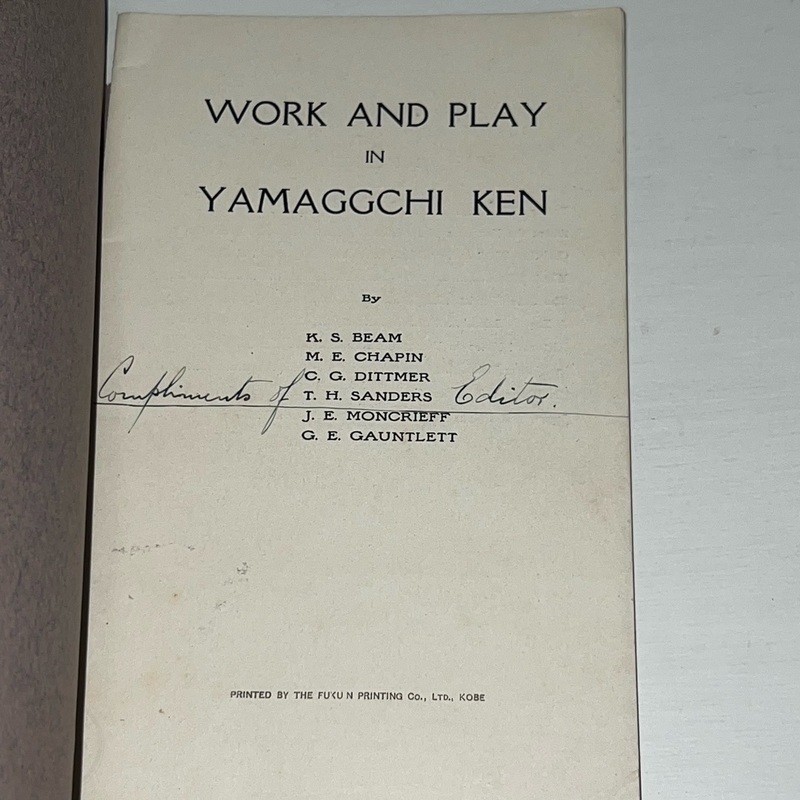 WORK AND PLAY
IN
YAMAGGCHI KEN
By
K. S. BEAM
M. E. CHAPIN
C. G. DITTMER
Compliments of T. H. SANDERS Editor.
J. E. MONCRIEFF
G. E. GAUNTLETT
PRINTED BY THE FUKUIN PRINTING CO., LTD., KOBE